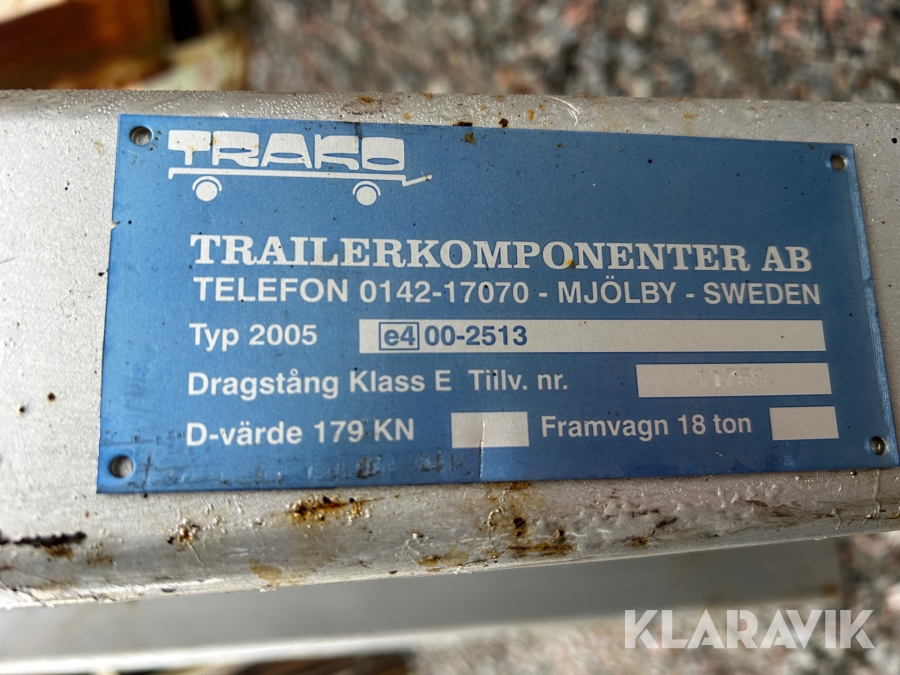 TRAKO
TRAILERKOMPONENTER AB
TELEFON 0142-17070 - MJÖLBY - SWEDEN
Typ 2005 e4 00-2513
Dragstång Klass E Tiilv. nr.
D-värde 179 KN Framvagn 18 ton
KLARAVIK